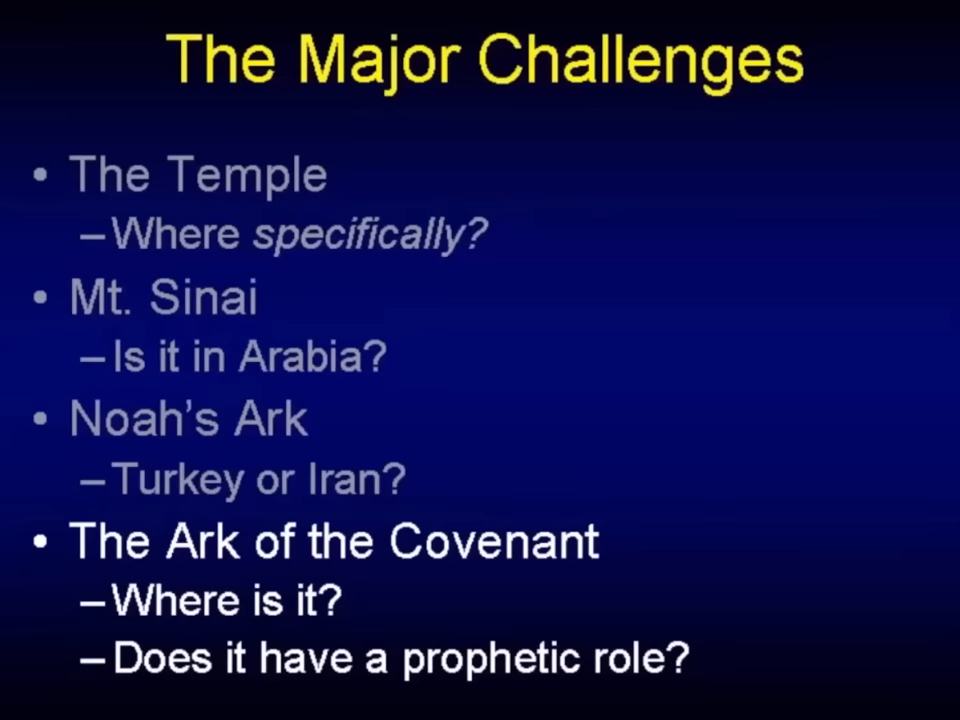 The Major Challenges
• The Temple
–Where specifically?
• Mt. Sinai
–Is it in Arabia?
• Noah’s Ark
–Turkey or Iran?
• The Ark of the Covenant
–Where is it?
–Does it have a prophetic role?